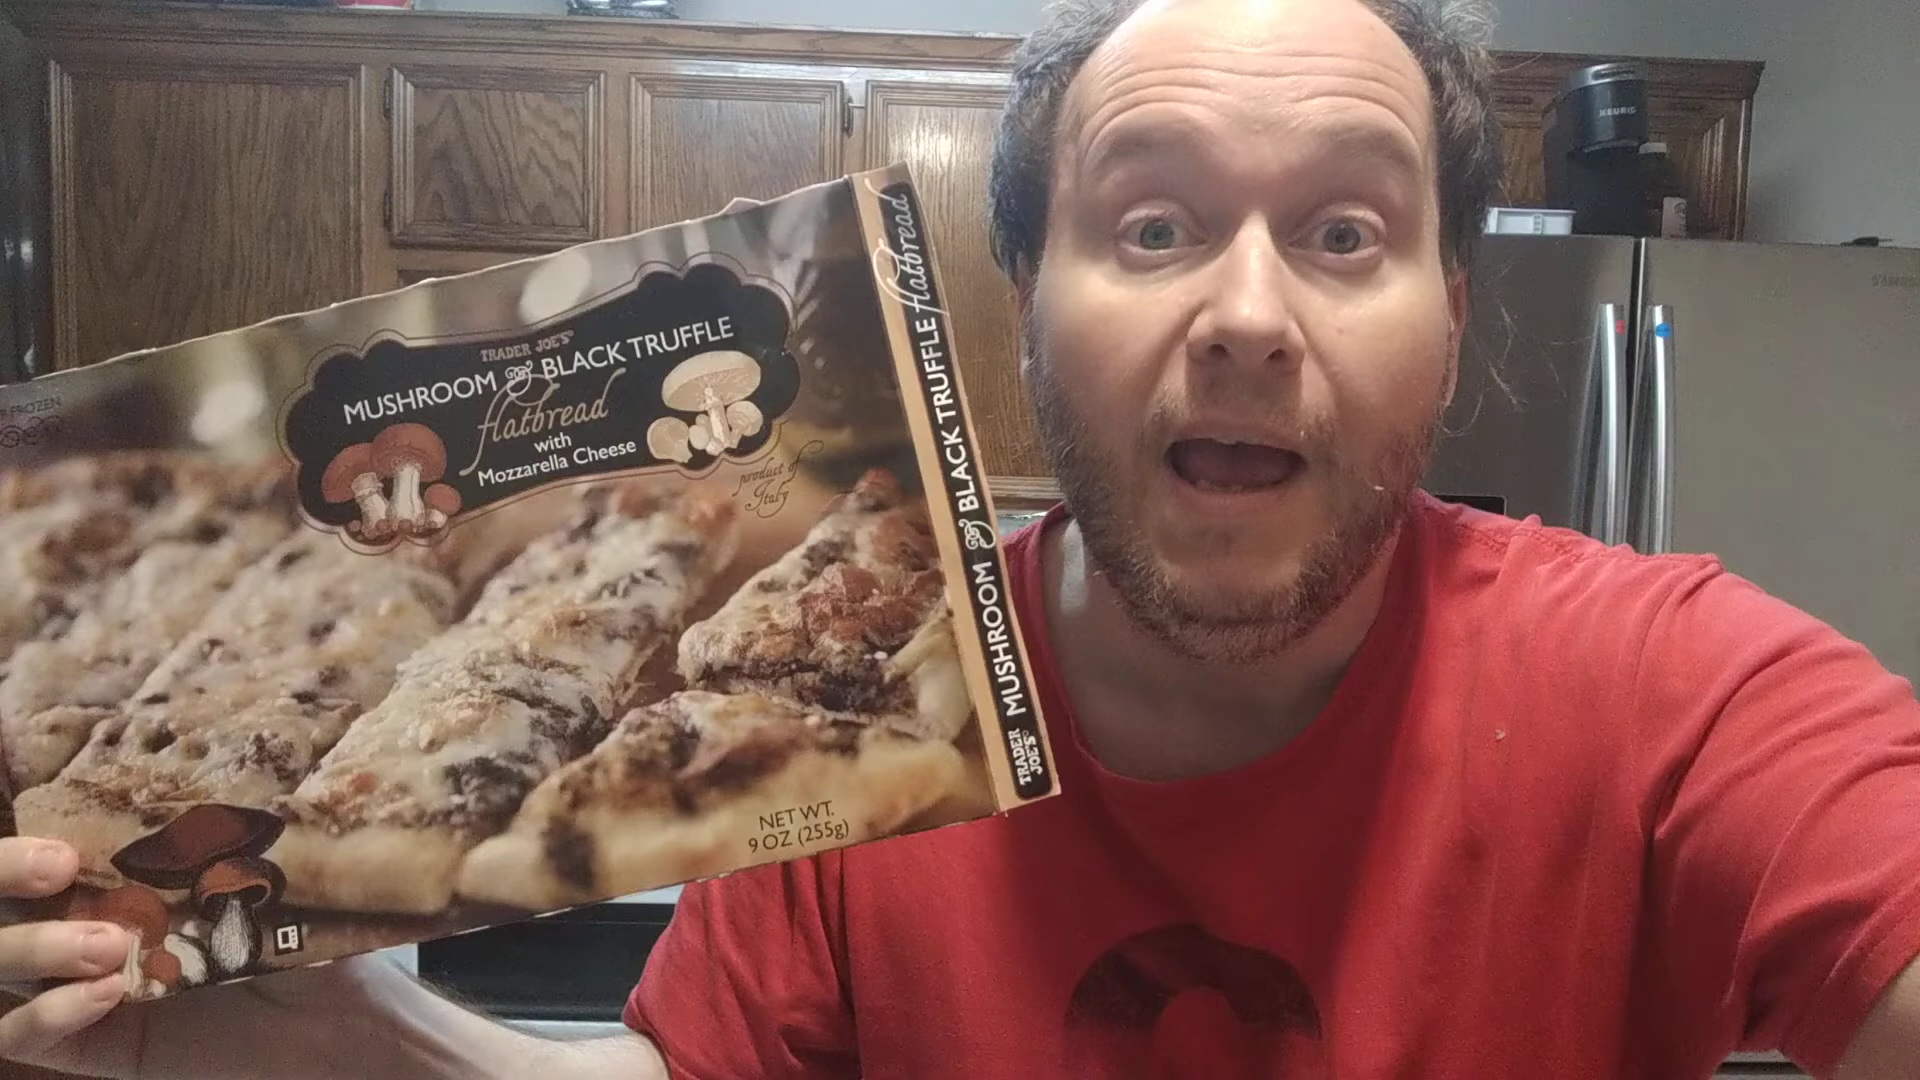 TRADER JOE'S®
MUSHROOM & BLACK TRUFFLE
flatbread
with
Mozzarella Cheese
product of
Italy
FROZEN
NET WT.
9 OZ (255g)
TRADER
JOE'S
MUSHROOM & BLACK TRUFFLE flatbread
KEURIG